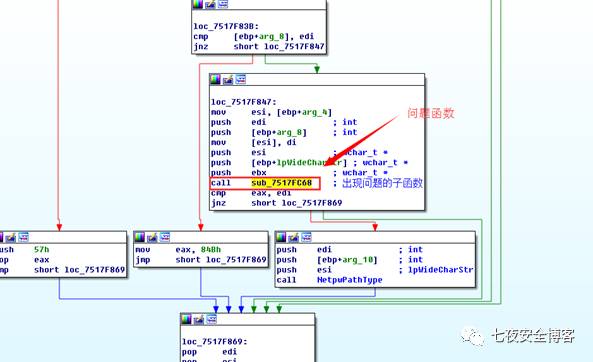 loc_7517F83B:
cmp [ebp+arg_8], edi
jnz short loc_7517F847
loc_7517F847:
mov esi, [ebp+arg_4]
push edi ; int
push [ebp+arg_8] ; int
mov [esi], di
push esi ; wchar_t *
push [ebp+lpWideCharStr] ; wchar_t *
push ebx ; wchar_t *
call sub_7517FC68 ; 出现问题的子函数
cmp eax, edi
jnz short loc_7517F869
问题函数
push 57h
pop eax
jmp short loc_7517F869
mov eax, 84Bh
jmp short loc_7517F869
push edi ; int
push [ebp+arg_10] ; int
push esi ; lpWideCharStr
call NetpwPathType
loc_7517F869:
pop edi
七夜安全博客